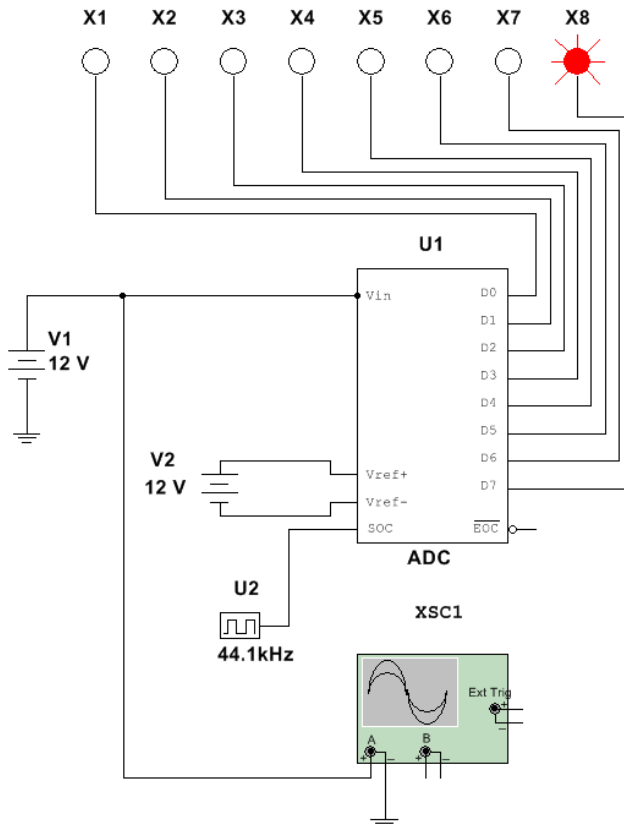 X1 X2 X3 X4 X5 X6 X7 X8
U1
Vin D0
D1
V1
12 V
D2
D3
D4
D5
V2
12 V
Vref+ D6
Vref- D7
SOC EOC
ADC
U2
44.1kHz
XSC1
Ext Trig
+
−
A B
+ − + −